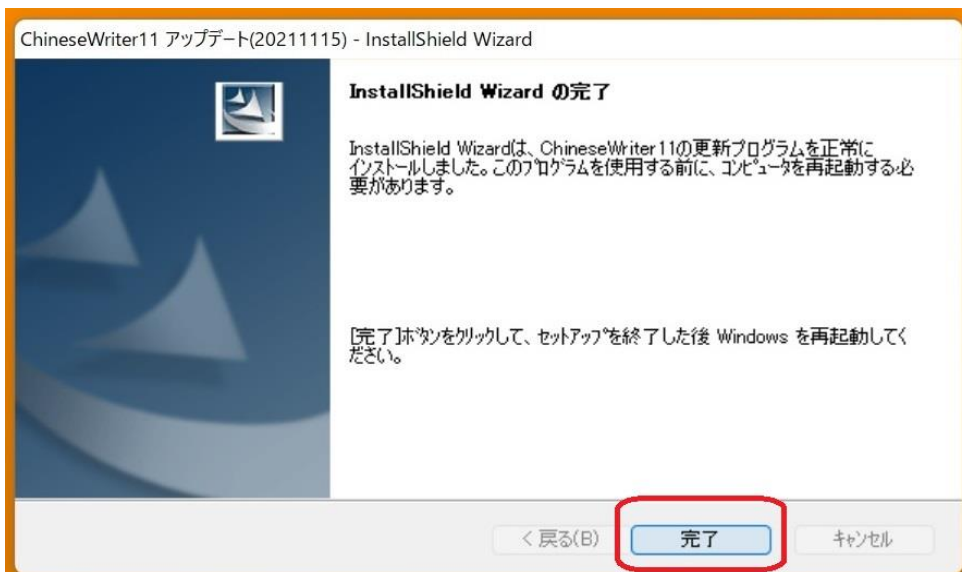 ChineseWriter11 アップデート(20211115) - InstallShield Wizard
InstallShield Wizard の完了
InstallShield Wizardは、ChineseWriter11の更新プログラムを正常に
インストールしました。このプログラムを使用する前に、コンピュータを再起動する必
要があります。
[完了]ボタンをクリックして、セットアップを終了した後 Windows を再起動してく
ださい。
< 戻る(B)
完了
キャンセル